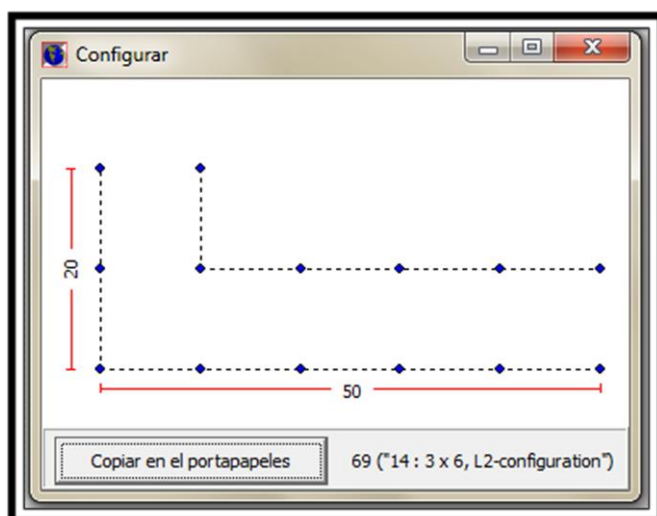 Configurar
20
50
Copiar en el portapapeles
69 ("14 : 3 x 6, L2-configuration")